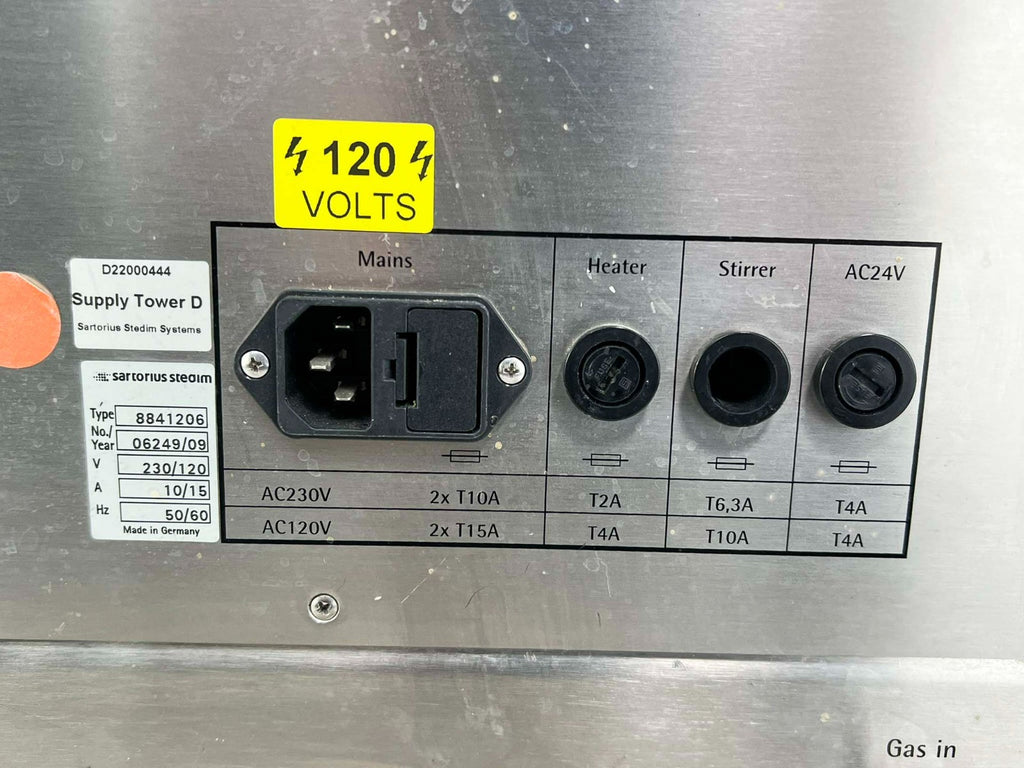 120
VOLTS
D22000444
Supply Tower D
Sartorius Stedim Systems
sartorius stedim
Type 8841206
No./
Year 06249/09
V 230/120
A 10/15
Hz 50/60
Made in Germany
Mains Heater Stirrer AC24V
AC230V 2x T10A T2A T6,3A T4A
AC120V 2x T15A T4A T10A T4A
Gas in